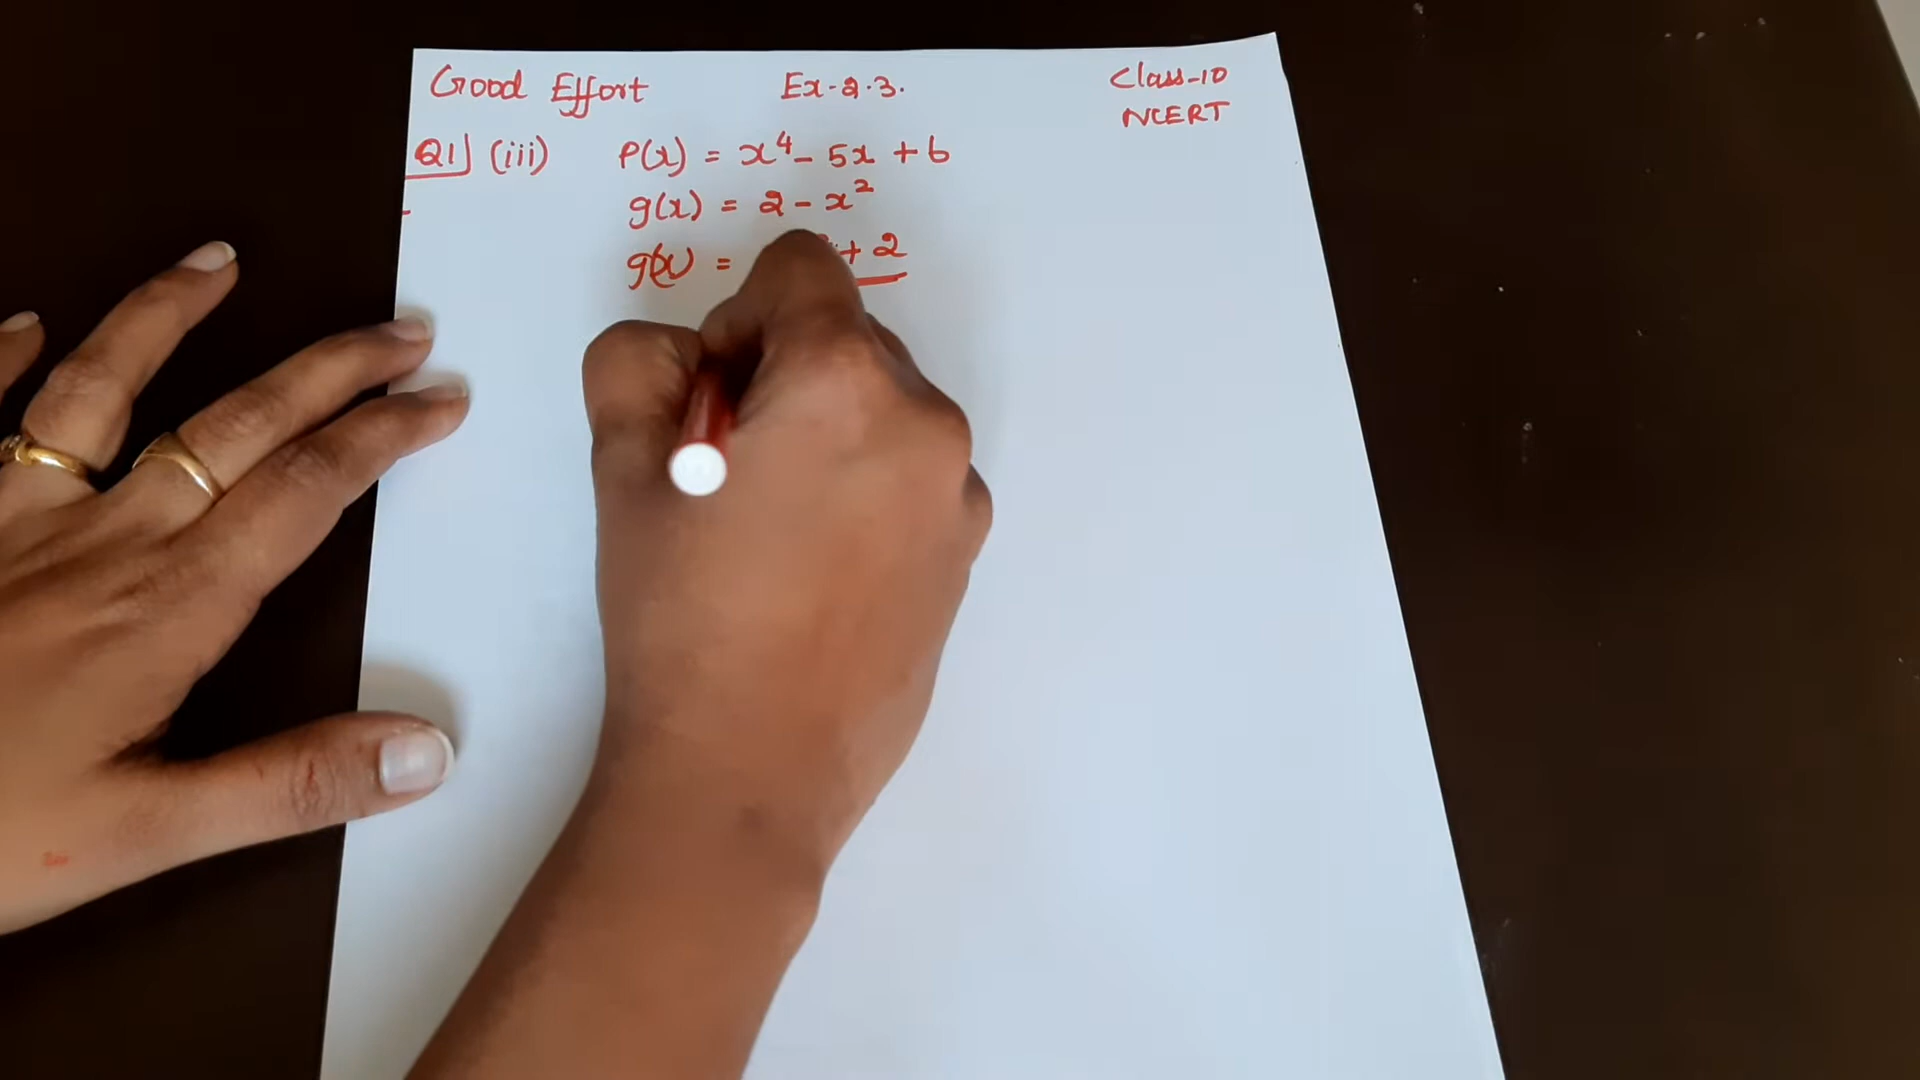 Good Effort Ex-2.3. Class-10
NCERT
Q1 (iii) P(x) = x⁴ - 5x + 6
g(x) = 2 - x²
g(x) = + 2